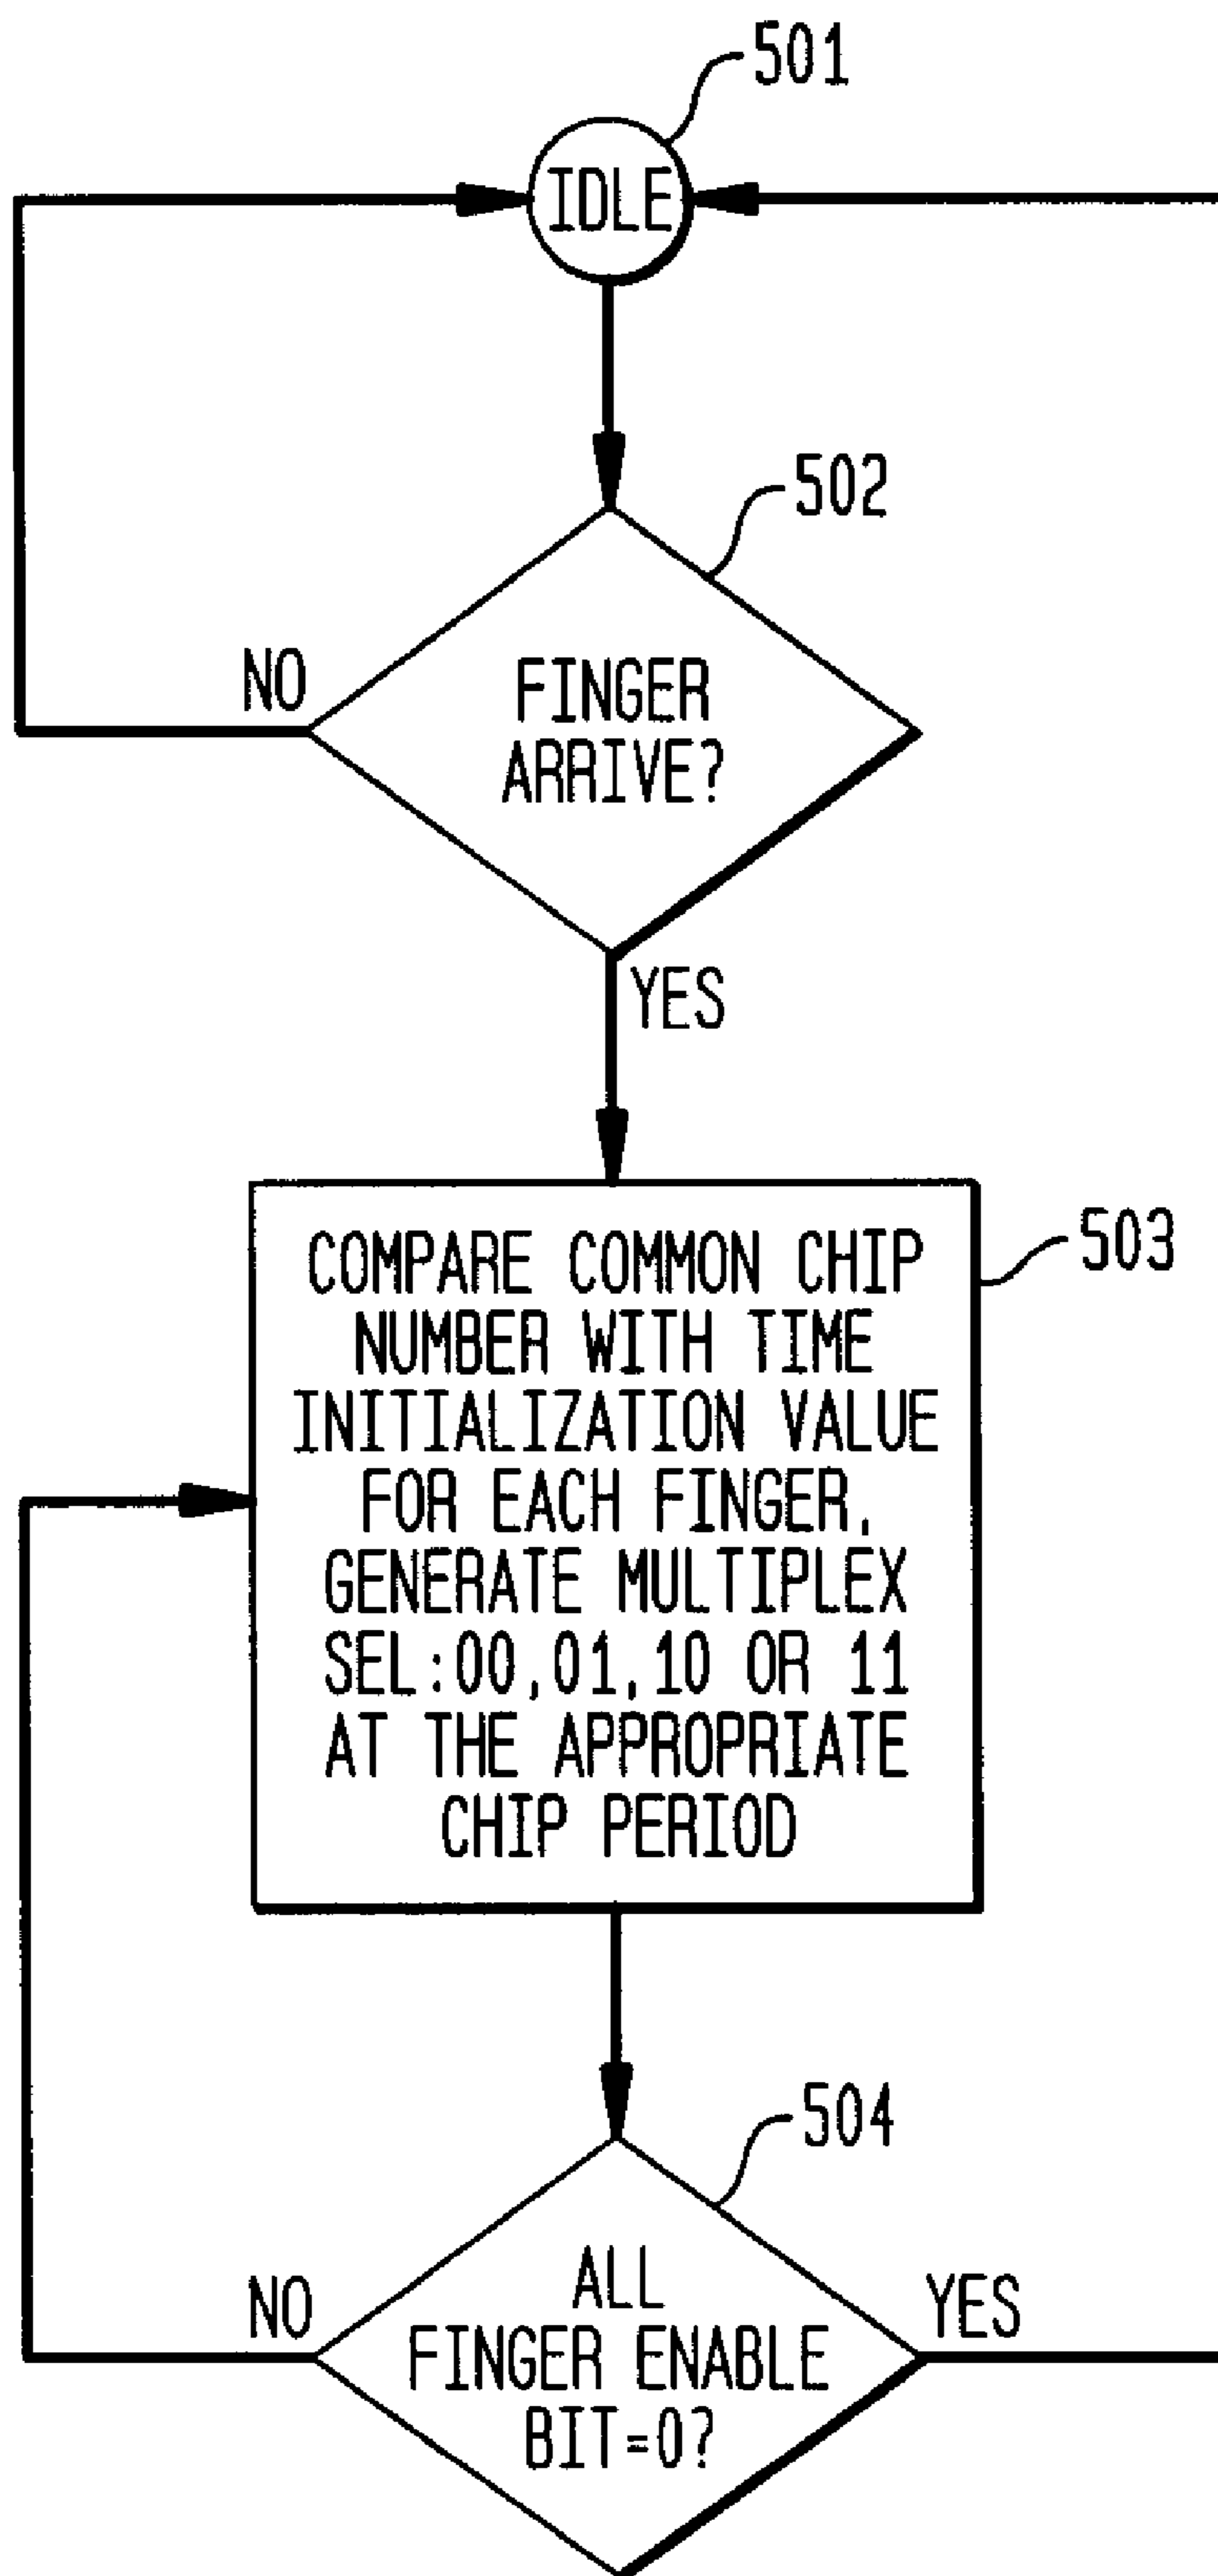 501
IDLE
502
NO
FINGER
ARRIVE?
YES
503
COMPARE COMMON CHIP
NUMBER WITH TIME
INITIALIZATION VALUE
FOR EACH FINGER,
GENERATE MULTIPLEX
SEL:00,01,10 OR 11
AT THE APPROPRIATE
CHIP PERIOD
504
NO
ALL
FINGER ENABLE
BIT=0?
YES